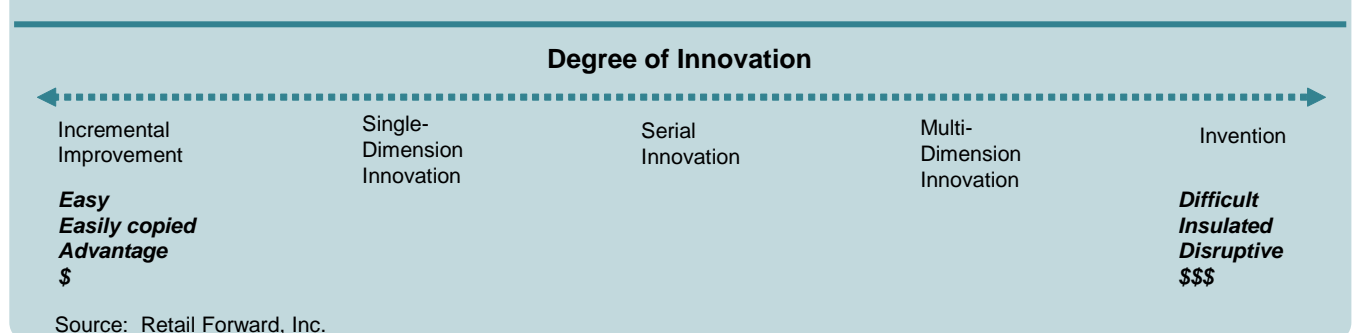 Degree of Innovation
Incremental
Improvement
Single-
Dimension
Innovation
Serial
Innovation
Multi-
Dimension
Innovation
Invention
Easy
Easily copied
Advantage
$
Difficult
Insulated
Disruptive
$$$
Source: Retail Forward, Inc.